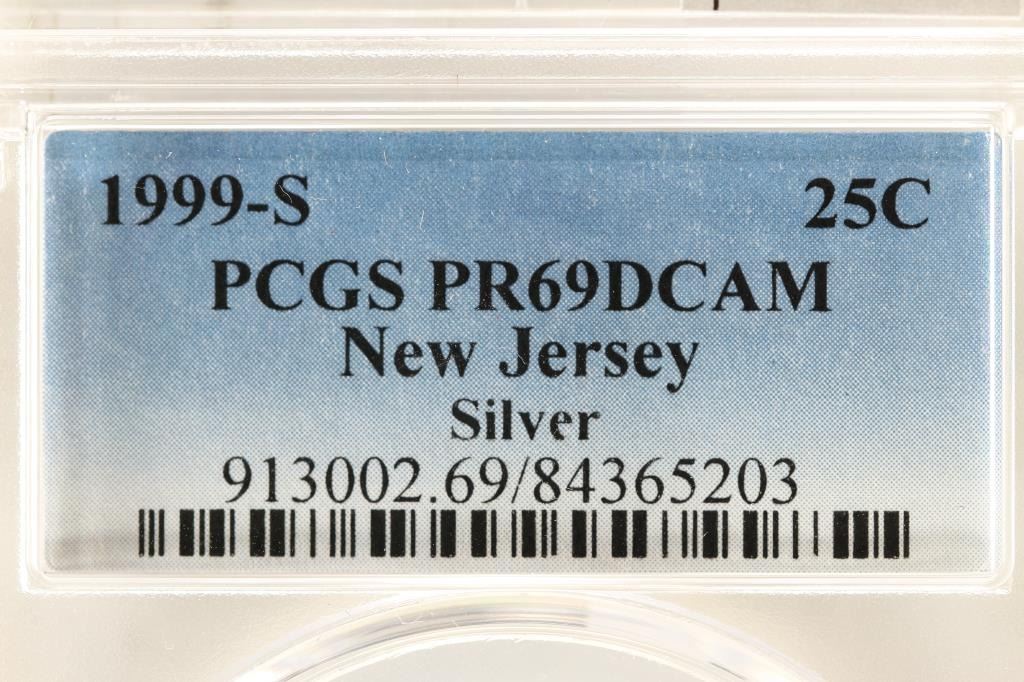 1999-S 25C
PCGS PR69DCAM
New Jersey
Silver
913002.69/84365203